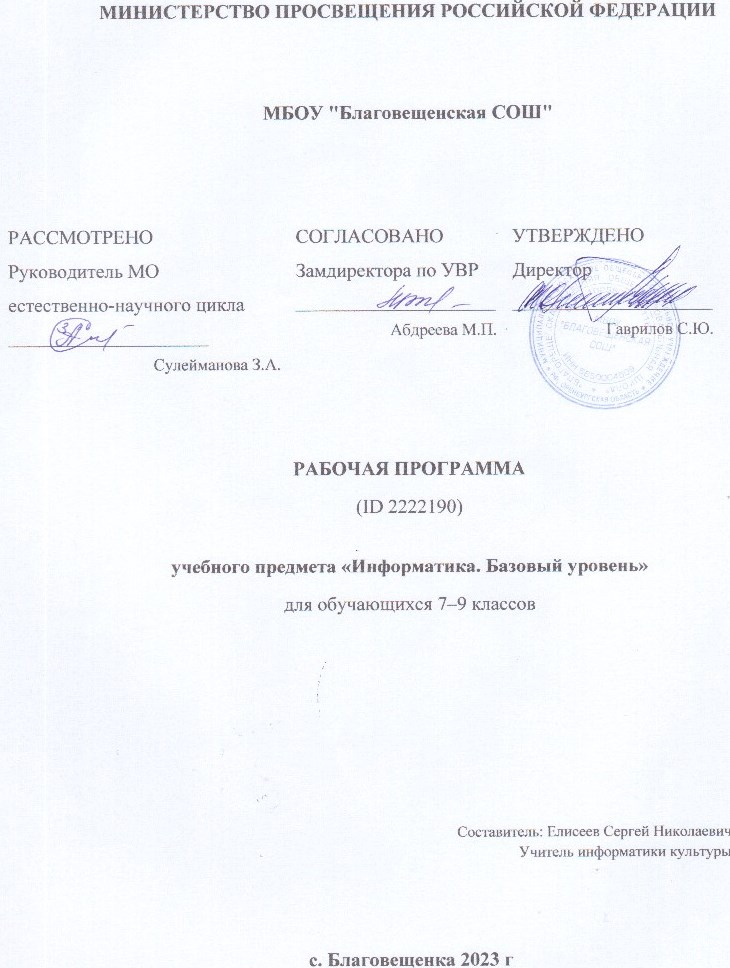 МИНИСТЕРСТВО ПРОСВЕЩЕНИЯ РОССИЙСКОЙ ФЕДЕРАЦИИ
МБОУ "Благовещенская СОШ"
РАССМОТРЕНО
Руководитель МО
естественно-научного цикла
Сулейманова З.А.
СОГЛАСОВАНО
Замдиректора по УВР
Абдреева М.П.
УТВЕРЖДЕНО
Директор
Гаврилов С.Ю.
"БЛАГОВЕЩЕНСКАЯ
СОШ"
РАБОЧАЯ ПРОГРАММА
(ID 2222190)
учебного предмета «Информатика. Базовый уровень»
для обучающихся 7–9 классов
Составитель: Елисеев Сергей Николаевич
Учитель информатики культуры
с. Благовещенка 2023 г